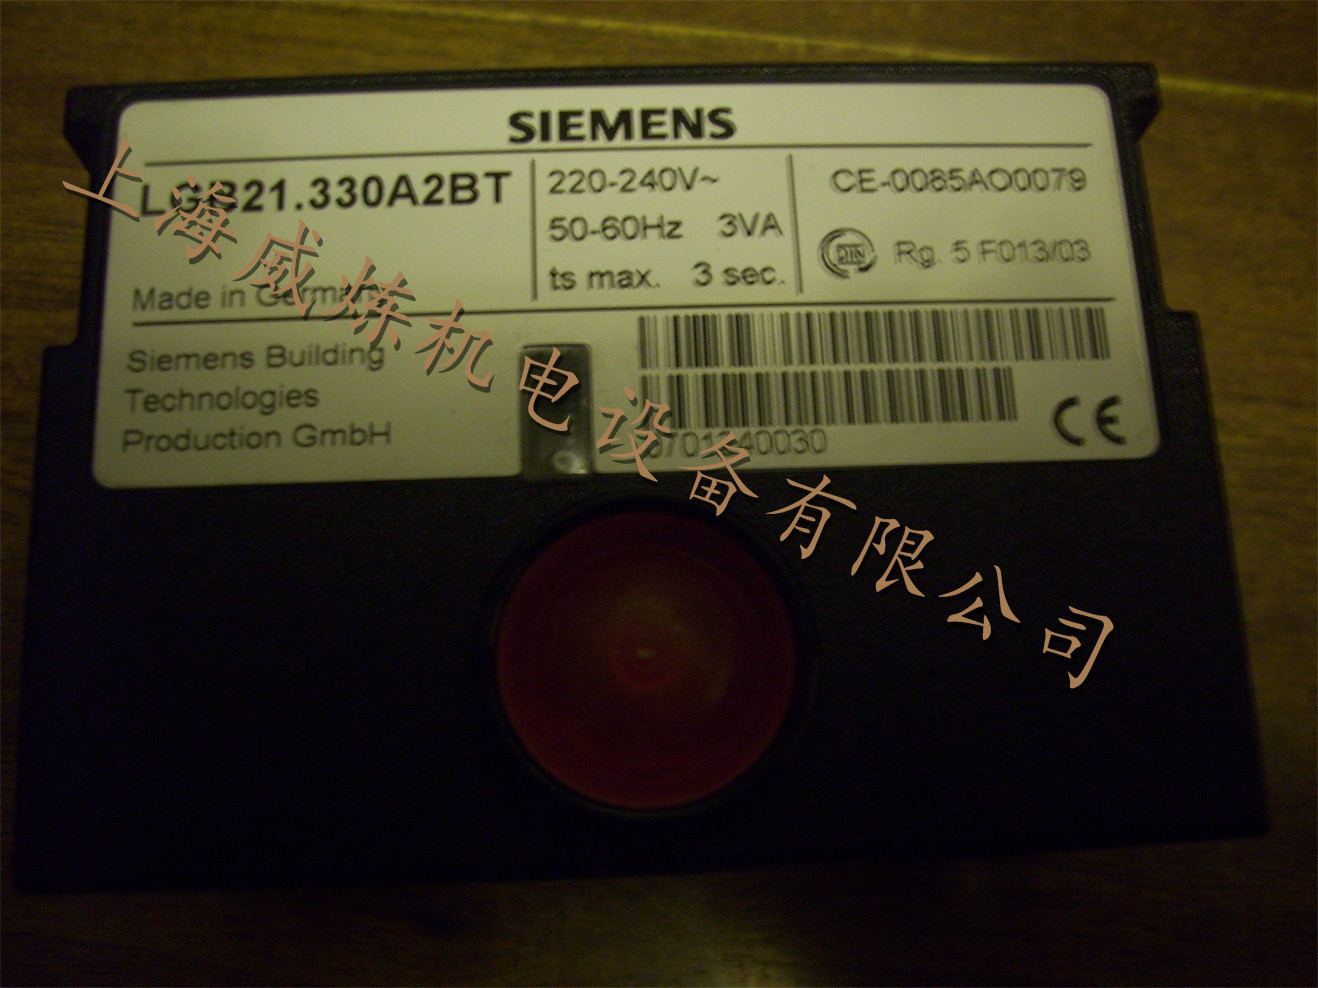 SIEMENS
LGB21.330A2BT
220-240V~
50-60Hz 3VA
ts max. 3 sec.
CE-0085AO0079
DIN Rg. 5 F013/03
Made in Germany
Siemens Building
Technologies
Production GmbH
CE
上海威炼机电设备有限公司